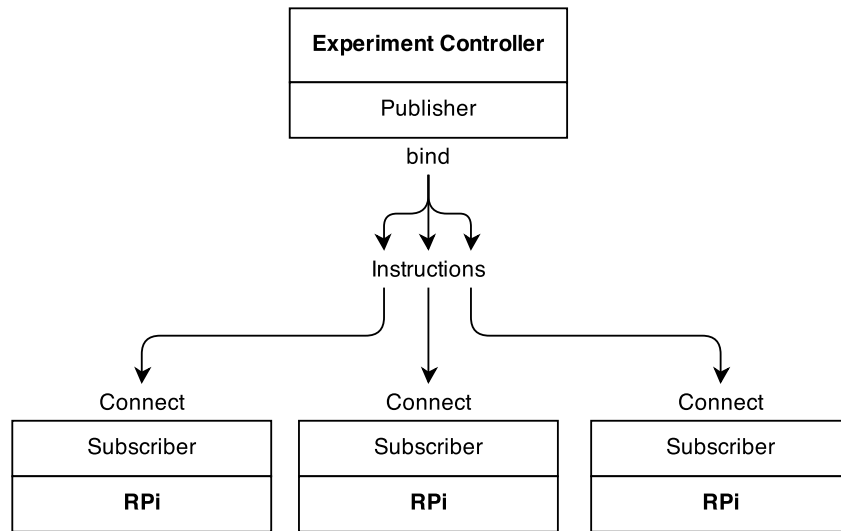 Experiment Controller
Publisher
bind
Instructions
Connect Connect Connect
Subscriber Subscriber Subscriber
RPi RPi RPi